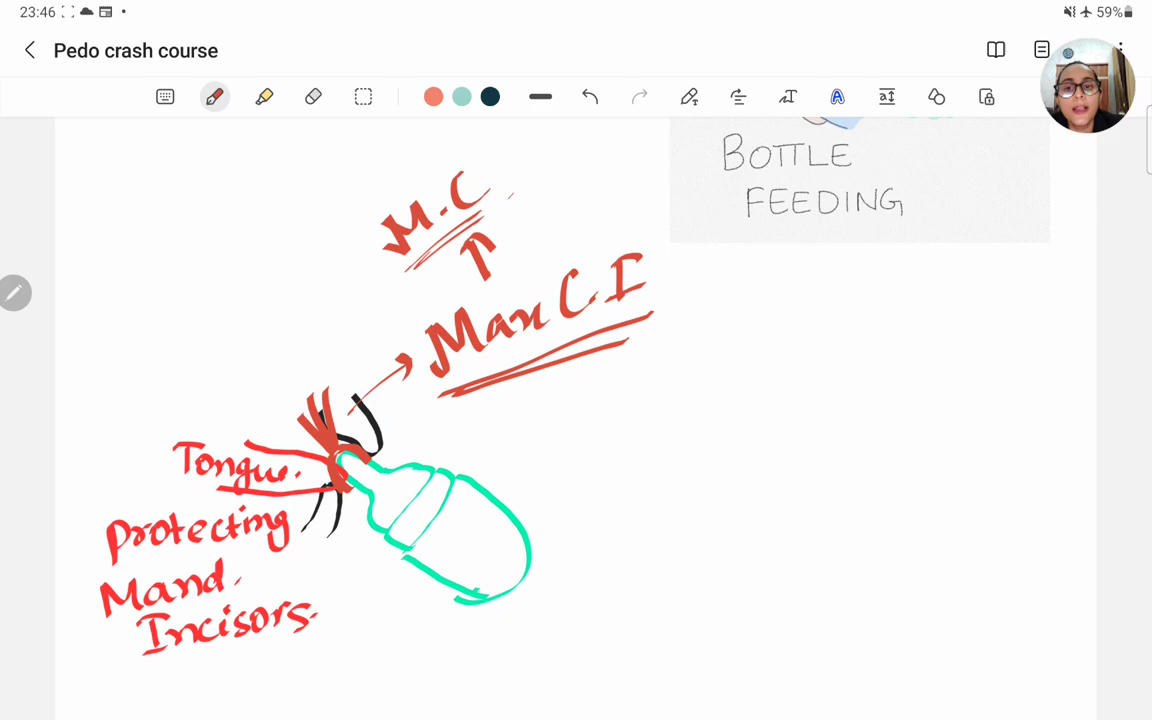 23:46
59%
Pedo crash course
BOTTLE
FEEDING
M.C
Max C.I
Tongue.
Protecting
Mand.
Incisors.